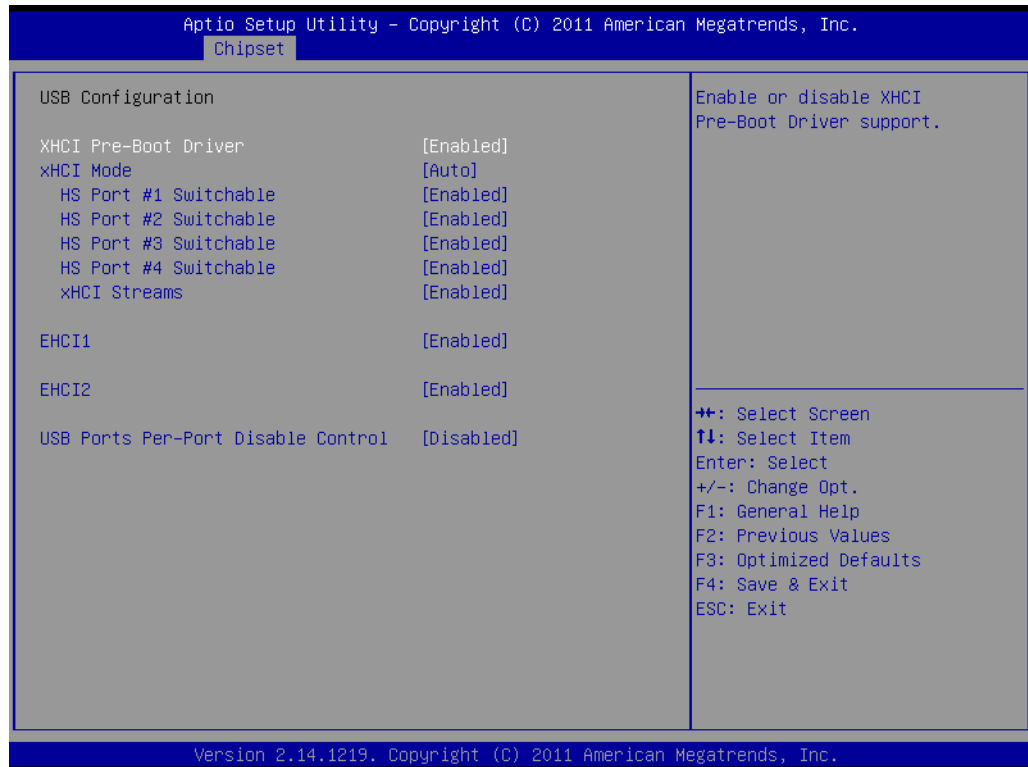 Aptio Setup Utility – Copyright (C) 2011 American Megatrends, Inc.
Chipset
USB Configuration
XHCI Pre-Boot Driver [Enabled]
xHCI Mode [Auto]
HS Port #1 Switchable [Enabled]
HS Port #2 Switchable [Enabled]
HS Port #3 Switchable [Enabled]
HS Port #4 Switchable [Enabled]
xHCI Streams [Enabled]
EHCI1 [Enabled]
EHCI2 [Enabled]
USB Ports Per-Port Disable Control [Disabled]
Enable or disable XHCI
Pre-Boot Driver support.
→←: Select Screen
↑↓: Select Item
Enter: Select
+/-: Change Opt.
F1: General Help
F2: Previous Values
F3: Optimized Defaults
F4: Save & Exit
ESC: Exit
Version 2.14.1219. Copyright (C) 2011 American Megatrends, Inc.